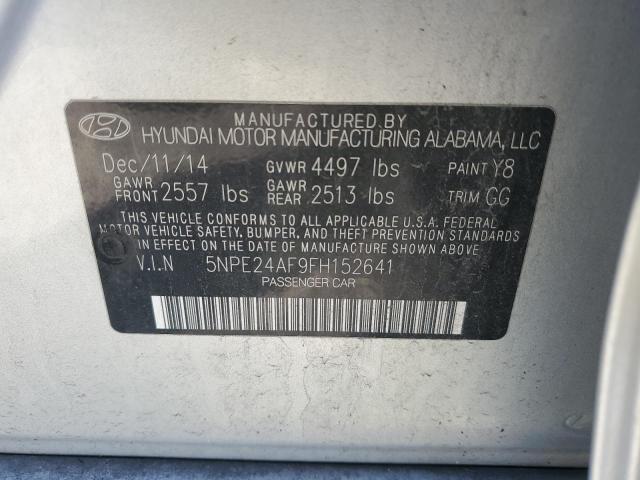 MANUFACTURED BY
HYUNDAI MOTOR MANUFACTURING ALABAMA, LLC
Dec/11/14 GVWR 4497 lbs PAINT Y8
GAWR FRONT 2557 lbs GAWR REAR 2513 lbs TRIM GG
THIS VEHICLE CONFORMS TO ALL APPLICABLE U.S.A. FEDERAL
MOTOR VEHICLE SAFETY, BUMPER, AND THEFT PREVENTION STANDARDS
IN EFFECT ON THE DATE OF MANUFACTURE SHOWN ABOVE
V.I.N 5NPE24AF9FH152641
PASSENGER CAR